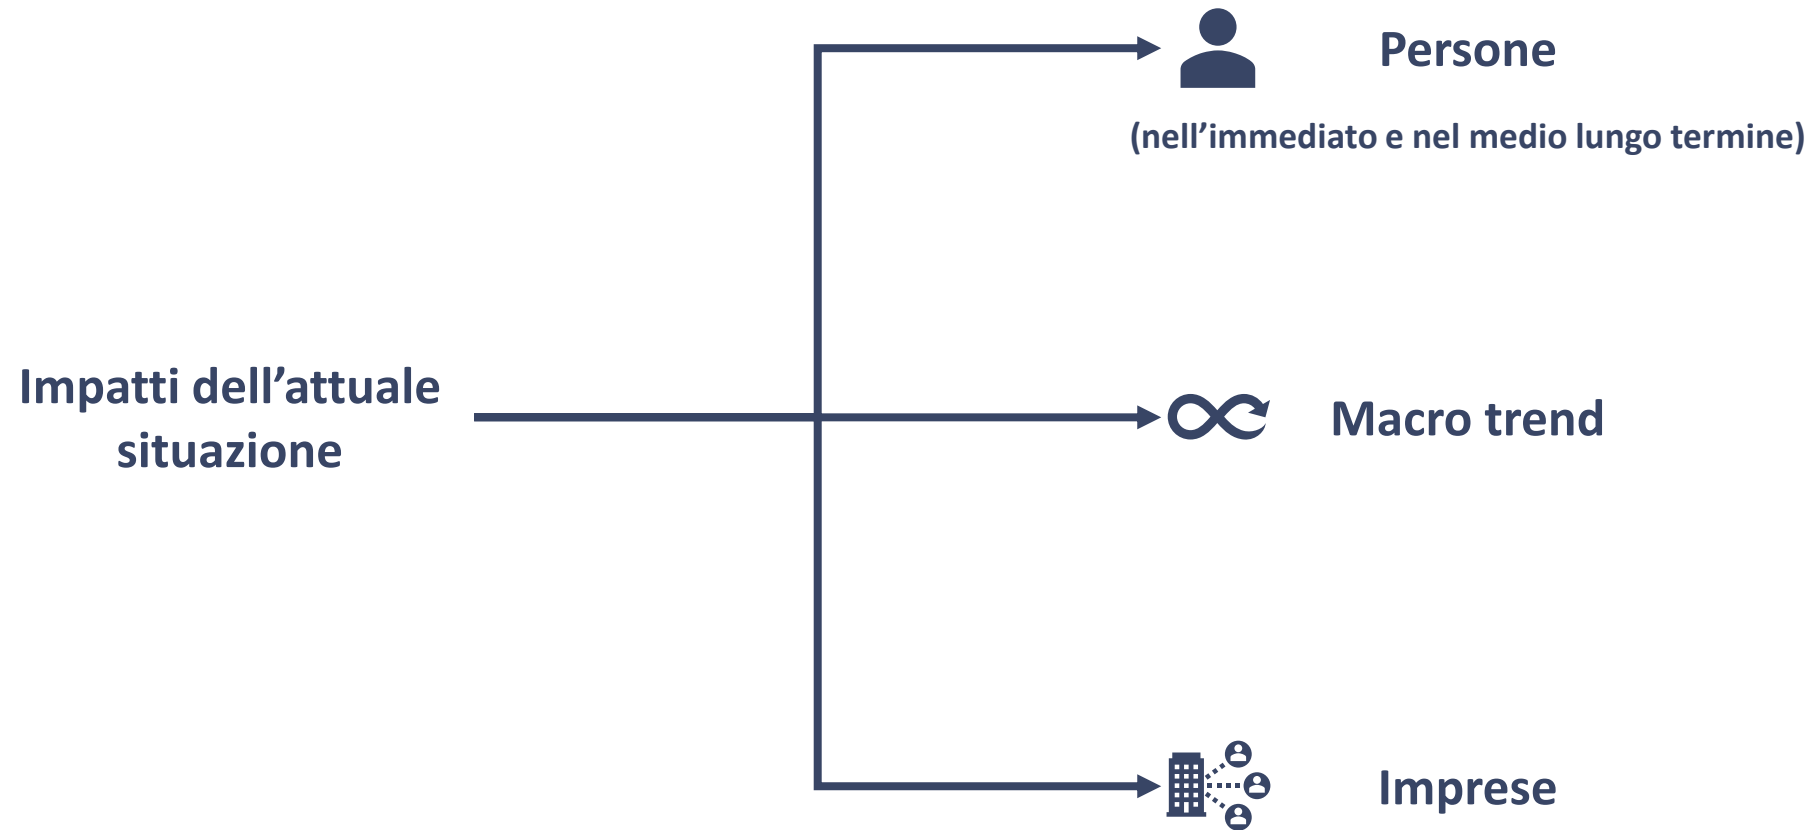 Persone
(nell’immediato e nel medio lungo termine)
Impatti dell’attuale
situazione
Macro trend
Imprese